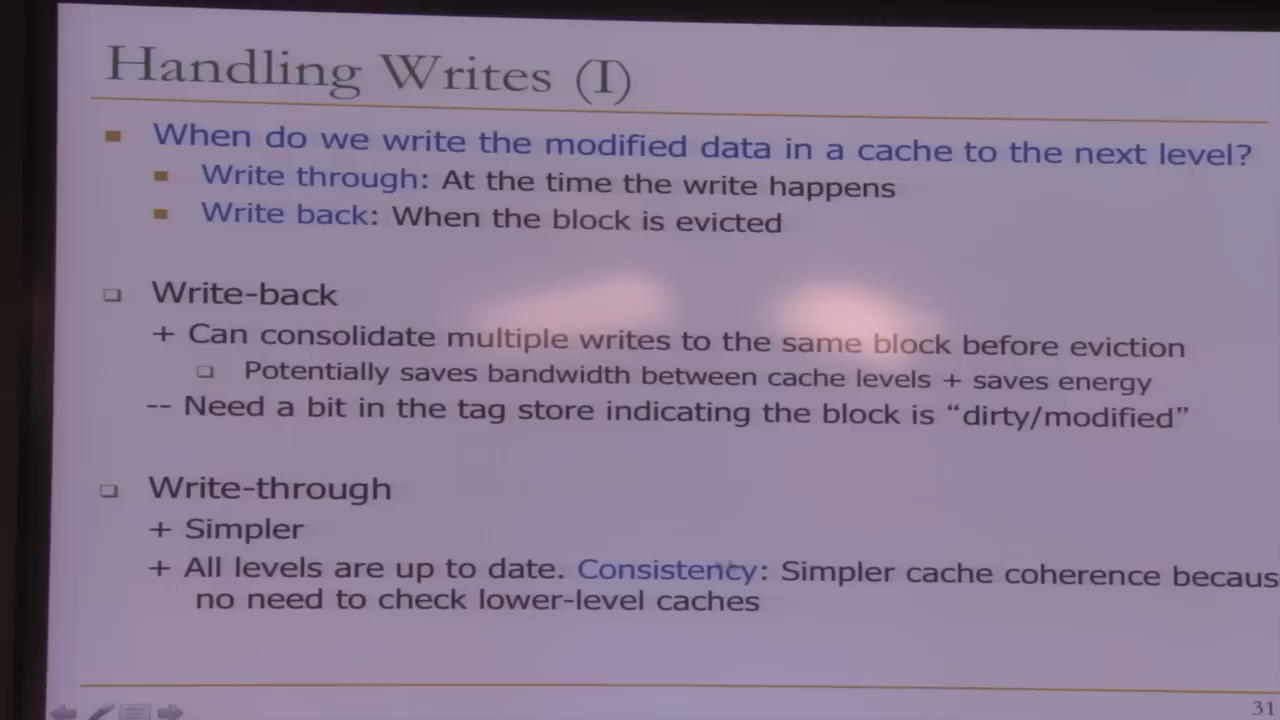 Handling Writes (I)
When do we write the modified data in a cache to the next level?
Write through: At the time the write happens
Write back: When the block is evicted
Write-back
+ Can consolidate multiple writes to the same block before eviction
Potentially saves bandwidth between cache levels + saves energy
-- Need a bit in the tag store indicating the block is “dirty/modified”
Write-through
+ Simpler
+ All levels are up to date. Consistency: Simpler cache coherence becaus
no need to check lower-level caches
31